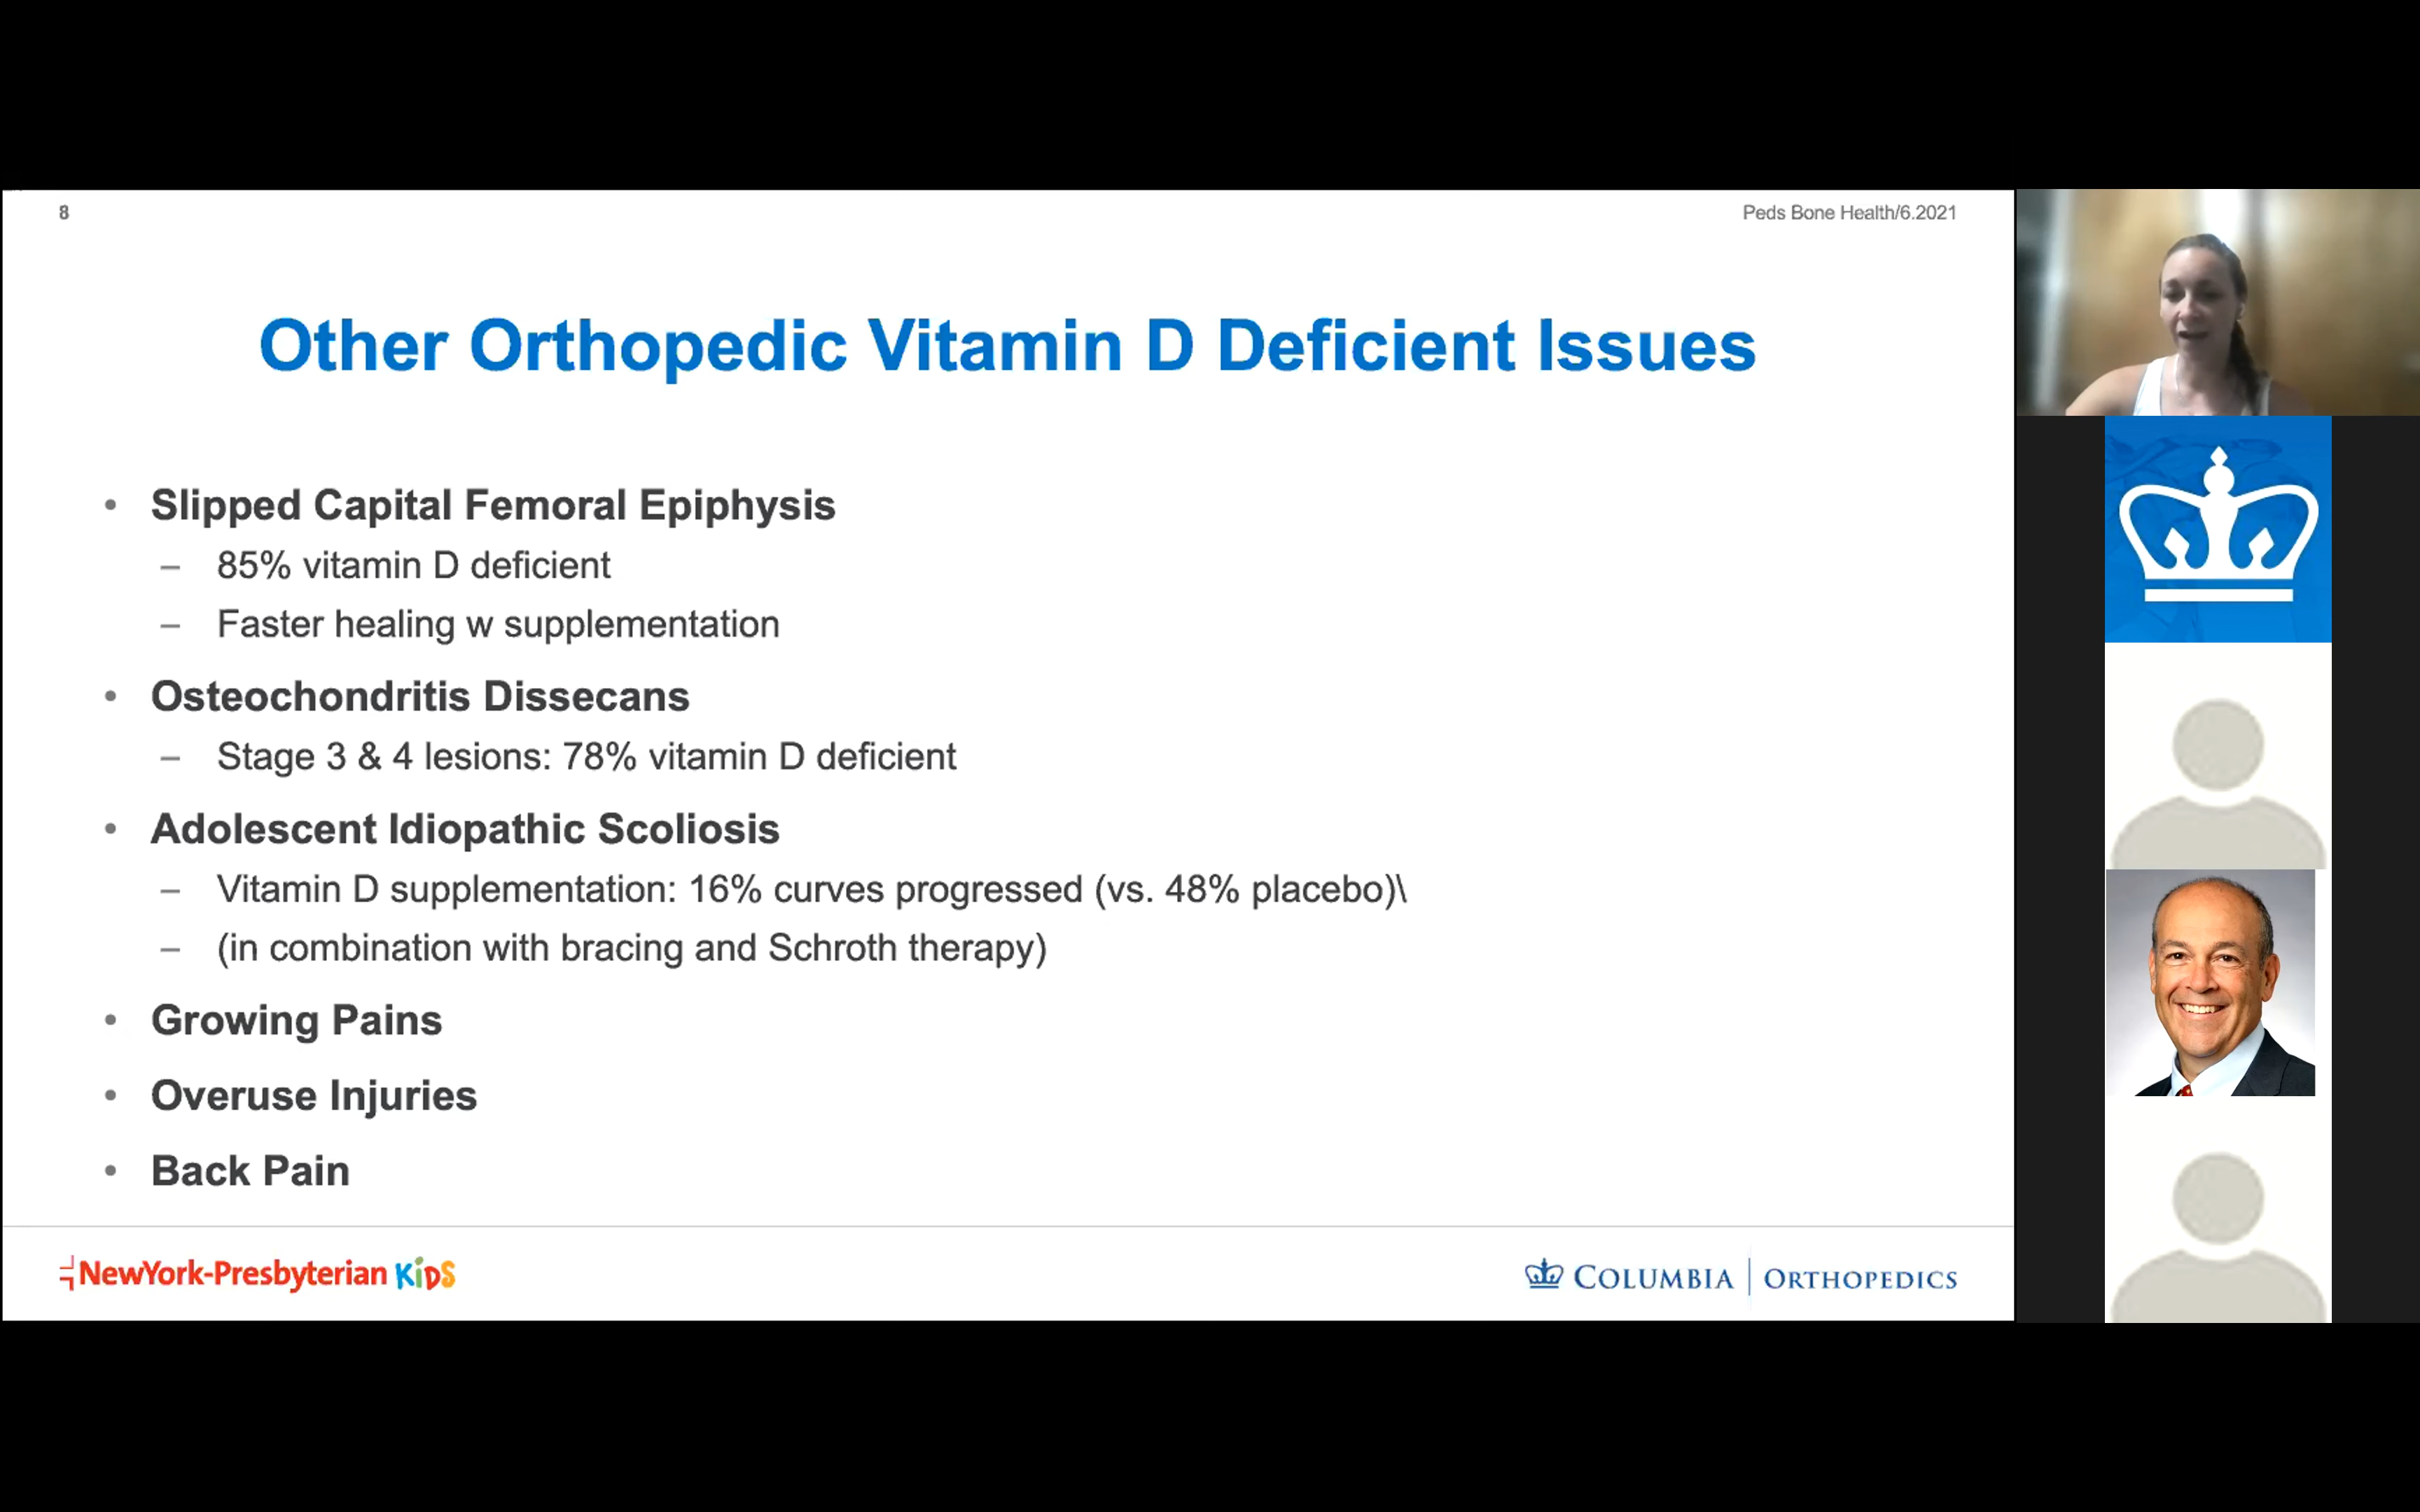 8
Peds Bone Health/6.2021
Other Orthopedic Vitamin D Deficient Issues
• Slipped Capital Femoral Epiphysis
– 85% vitamin D deficient
– Faster healing w supplementation
• Osteochondritis Dissecans
– Stage 3 & 4 lesions: 78% vitamin D deficient
• Adolescent Idiopathic Scoliosis
– Vitamin D supplementation: 16% curves progressed (vs. 48% placebo)\
– (in combination with bracing and Schroth therapy)
• Growing Pains
• Overuse Injuries
• Back Pain
NewYork-Presbyterian KiDS
COLUMBIA | ORTHOPEDICS